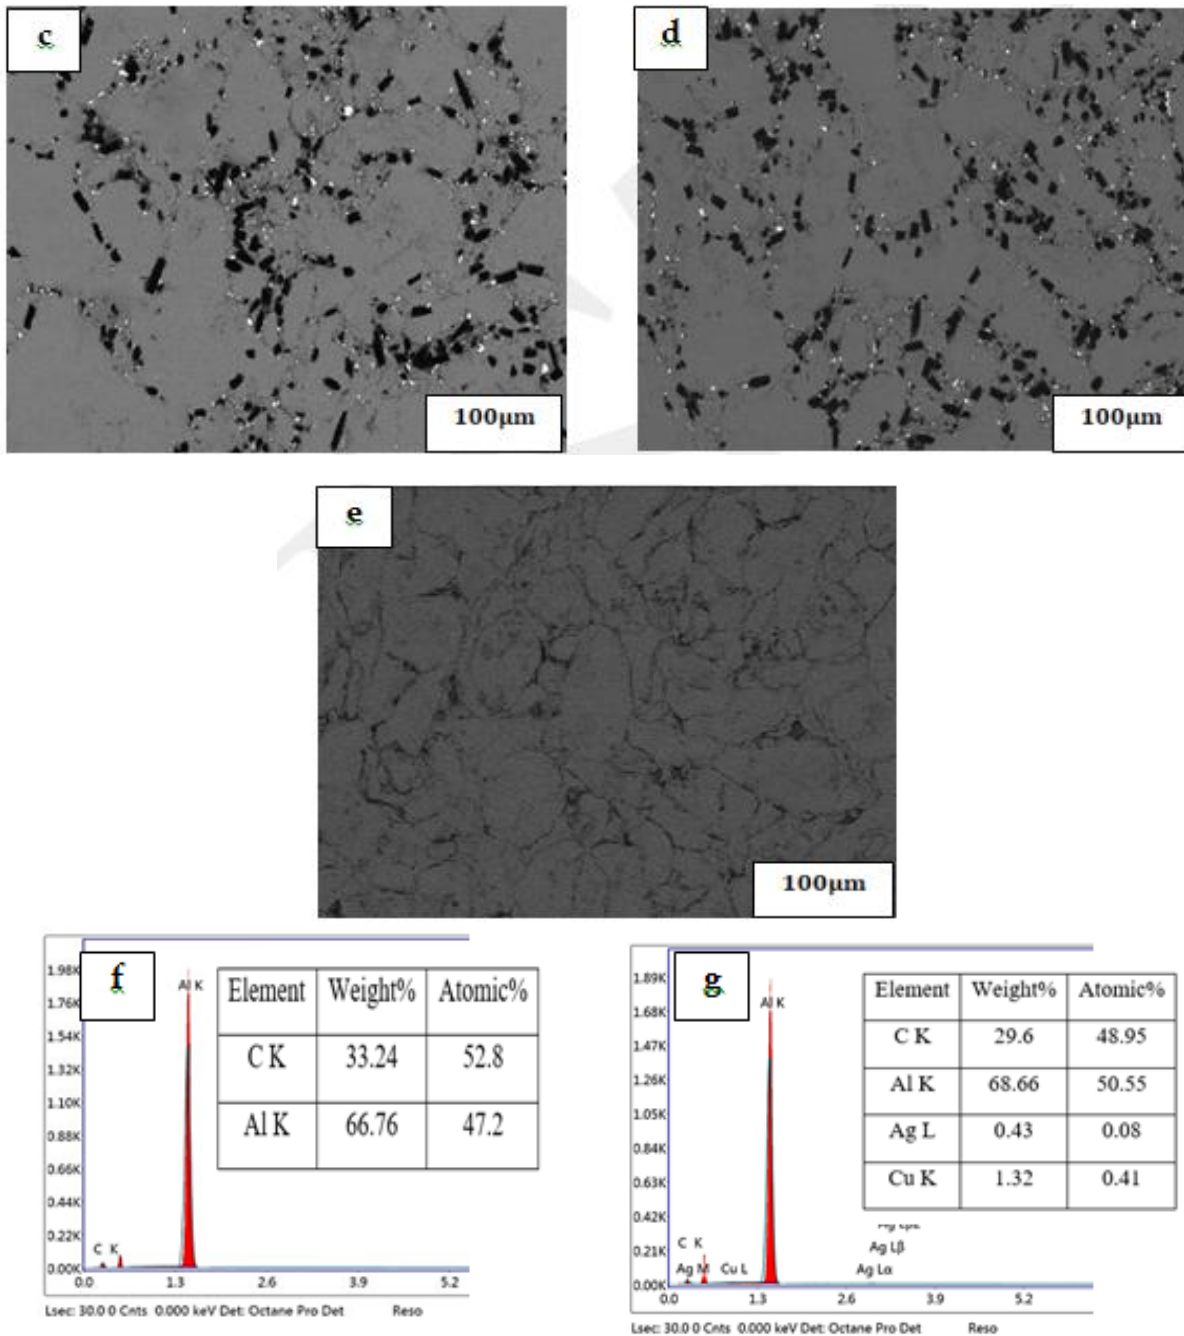 c
d
100µm
100µm
e
100µm
f
1.98K
1.76K
1.54K
1.32K
1.10K
0.88K
0.66K
0.44K
0.22K
0.00K
Al K
C K
0.0 1.3 2.6 3.9 5.2
Element Weight% Atomic%
C K 33.24 52.8
Al K 66.76 47.2
Lsec: 30.0 0 Cnts 0.000 keV Det: Octane Pro Det Reso
g
1.89K
1.68K
1.47K
1.26K
1.05K
0.84K
0.63K
0.42K
0.21K
0.00K
Al K
Element Weight% Atomic%
C K 29.6 48.95
Al K 68.66 50.55
Ag L 0.43 0.08
Cu K 1.32 0.41
C K
Ag Lβ
Ag M Cu L Ag Lα
0.0 1.3 2.6 3.9 5.2
Lsec: 30.0 0 Cnts 0.000 keV Det: Octane Pro Det Reso